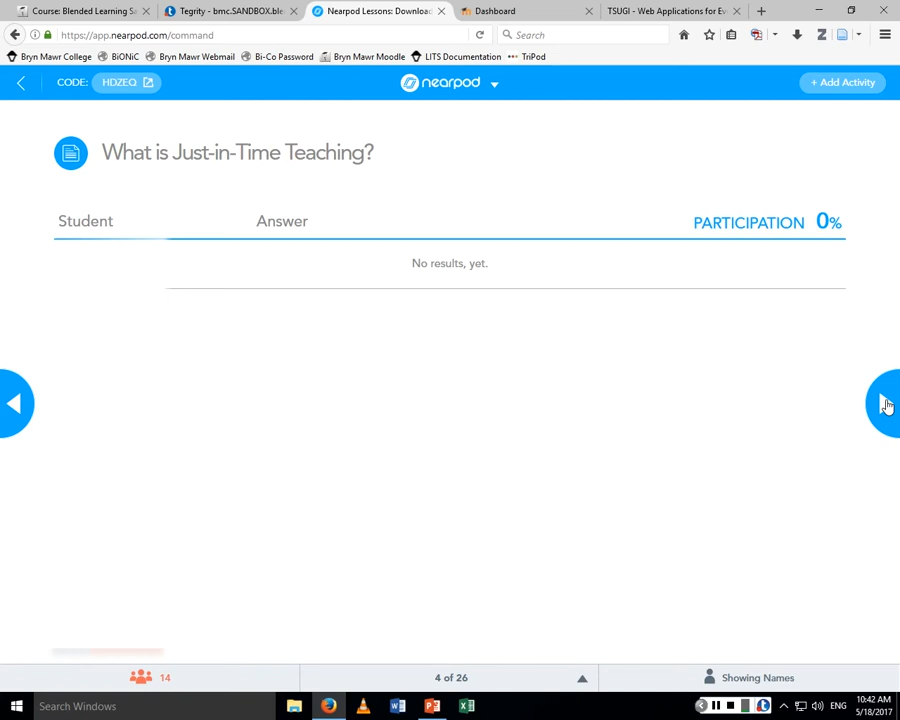 Course: Blended Learning Sa
Tegrity - bmc.SANDBOX.ble
Nearpod Lessons: Downloa
Dashboard
TSUGI - Web Applications for Ev
https://app.nearpod.com/command
Search
Bryn Mawr College
BiONiC
Bryn Mawr Webmail
Bi-Co Password
Bryn Mawr Moodle
LITS Documentation
TriPod
CODE: HDZEQ
nearpod
+ Add Activity
What is Just-in-Time Teaching?
Student
Answer
PARTICIPATION 0%
No results, yet.
14
4 of 26
Showing Names
Search Windows
ENG
10:42 AM
5/18/2017